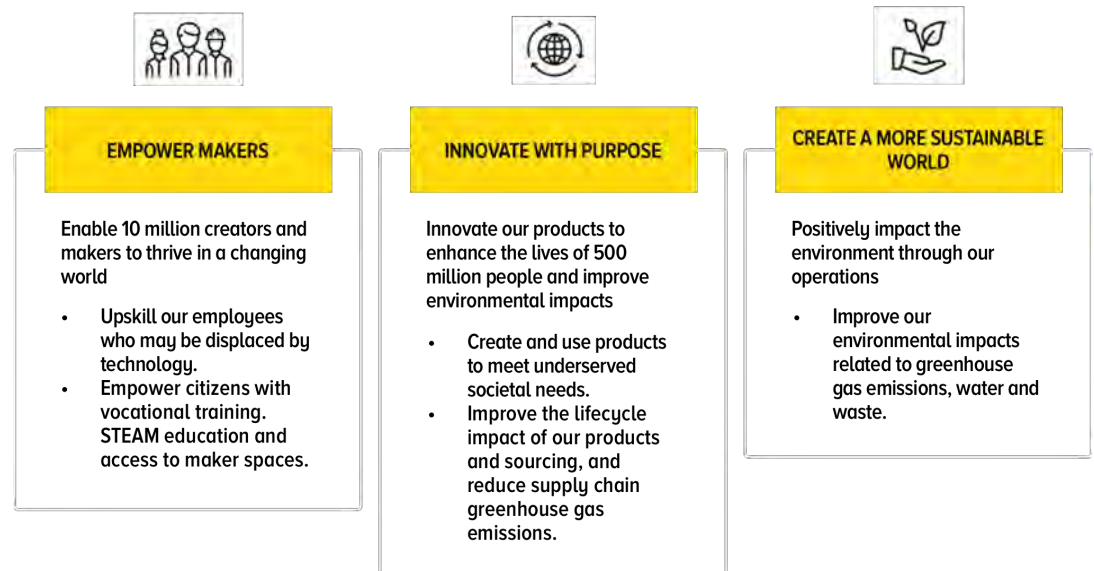 EMPOWER MAKERS
Enable 10 million creators and
makers to thrive in a changing
world
• Upskill our employees
who may be displaced by
technology.
• Empower citizens with
vocational training.
STEAM education and
access to maker spaces.
INNOVATE WITH PURPOSE
Innovate our products to
enhance the lives of 500
million people and improve
environmental impacts
• Create and use products
to meet underserved
societal needs.
• Improve the lifecycle
impact of our products
and sourcing, and
reduce supply chain
greenhouse gas
emissions.
CREATE A MORE SUSTAINABLE
WORLD
Positively impact the
environment through our
operations
• Improve our
environmental impacts
related to greenhouse
gas emissions, water and
waste.